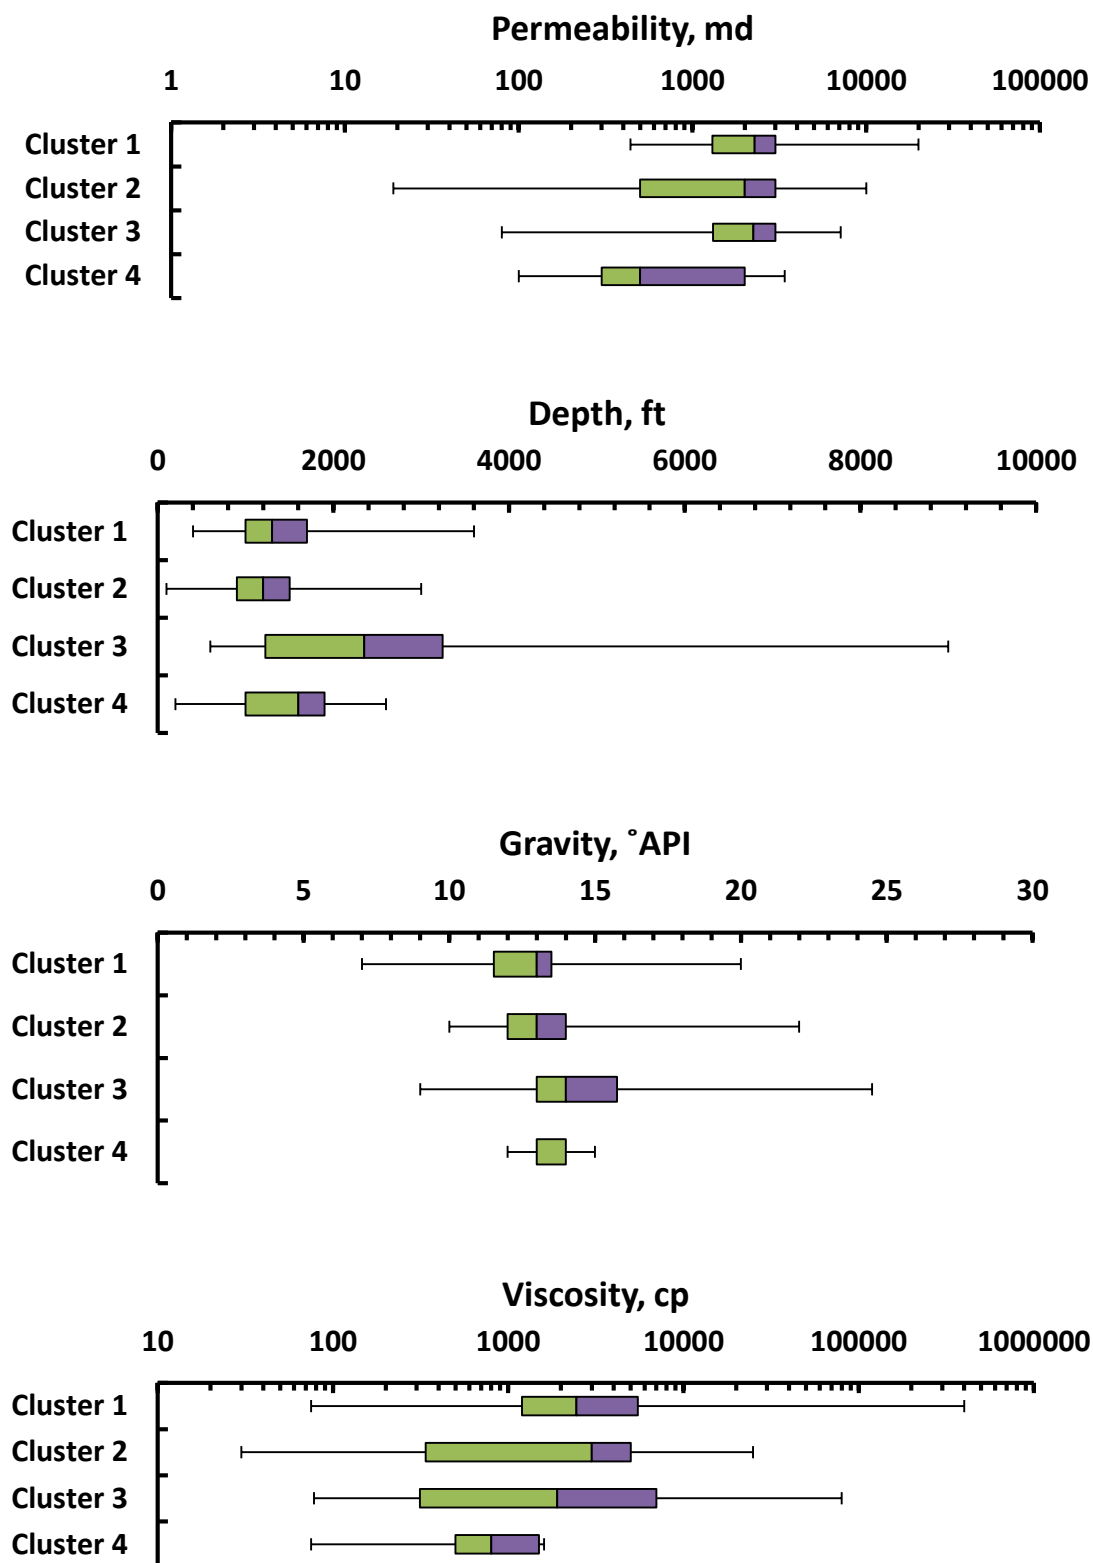 Permeability, md
1 10 100 1000 10000 100000
Cluster 1
Cluster 2
Cluster 3
Cluster 4
Depth, ft
0 2000 4000 6000 8000 10000
Cluster 1
Cluster 2
Cluster 3
Cluster 4
Gravity, ˚API
0 5 10 15 20 25 30
Cluster 1
Cluster 2
Cluster 3
Cluster 4
Viscosity, cp
10 100 1000 10000 100000 1000000
Cluster 1
Cluster 2
Cluster 3
Cluster 4